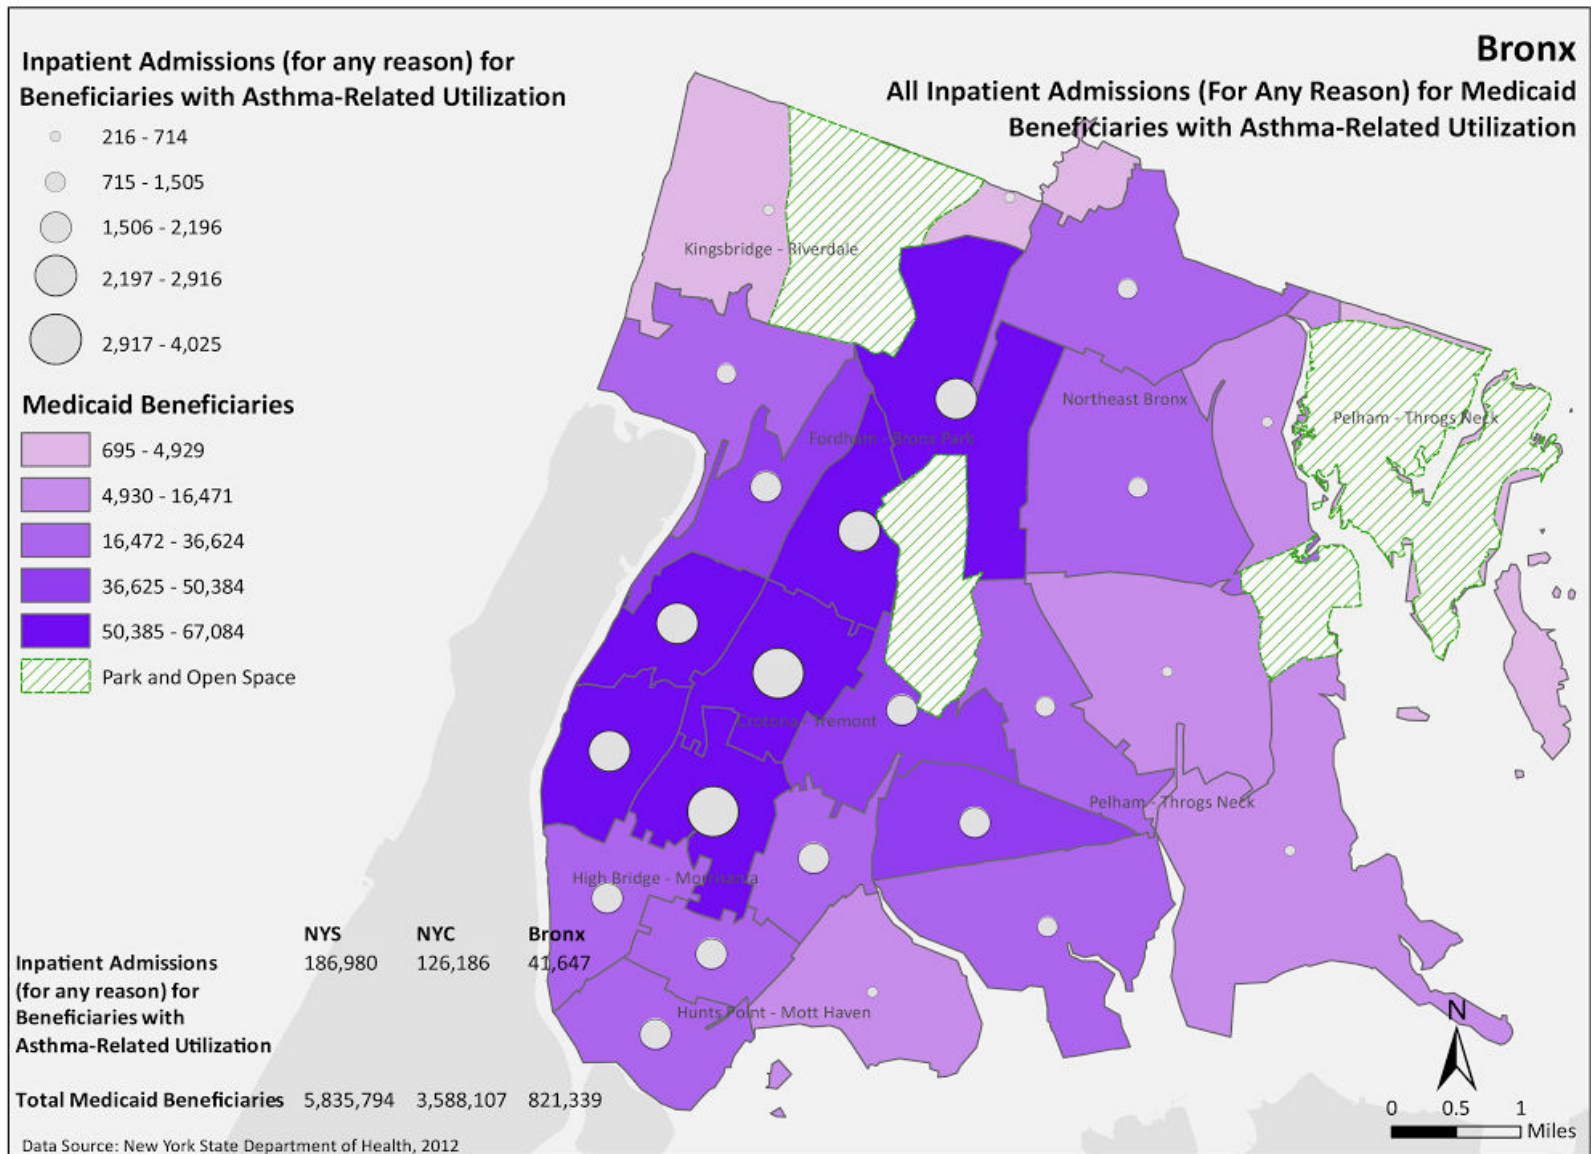 Bronx
All Inpatient Admissions (For Any Reason) for Medicaid
Beneficiaries with Asthma-Related Utilization
Inpatient Admissions (for any reason) for
Beneficiaries with Asthma-Related Utilization
216 - 714
715 - 1,505
1,506 - 2,196
2,197 - 2,916
2,917 - 4,025
Medicaid Beneficiaries
695 - 4,929
4,930 - 16,471
16,472 - 36,624
36,625 - 50,384
50,385 - 67,084
Park and Open Space
Kingsbridge - Riverdale
Northeast Bronx
Pelham - Throgs Neck
Fordham - Bronx Park
Crotona - Tremont
Pelham - Throgs Neck
High Bridge - Morrisania
Hunts Point - Mott Haven
NYS NYC Bronx
Inpatient Admissions 186,980 126,186 41,647
(for any reason) for
Beneficiaries with
Asthma-Related Utilization
Total Medicaid Beneficiaries 5,835,794 3,588,107 821,339
Data Source: New York State Department of Health, 2012
N
0 0.5 1
Miles